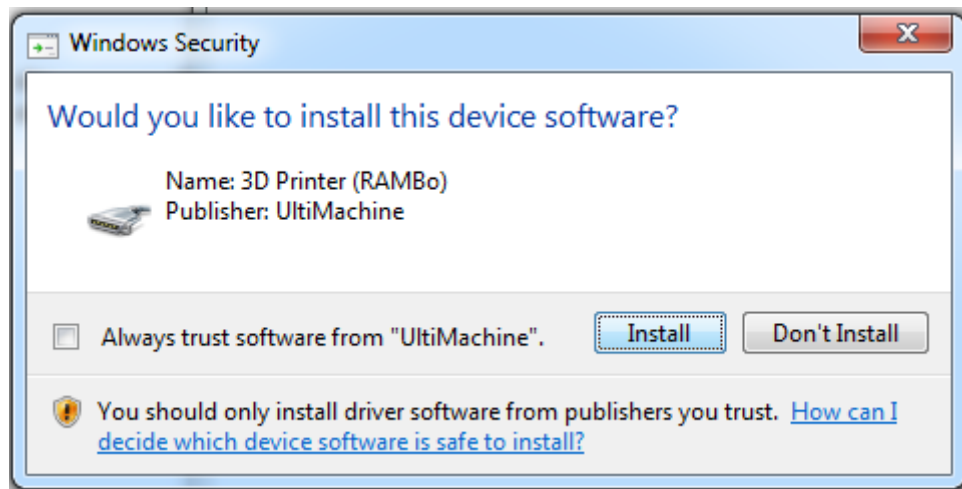 Windows Security
Would you like to install this device software?
Name: 3D Printer (RAMBo)
Publisher: UltiMachine
Always trust software from "UltiMachine".
Install
Don't Install
You should only install driver software from publishers you trust. How can I
decide which device software is safe to install?